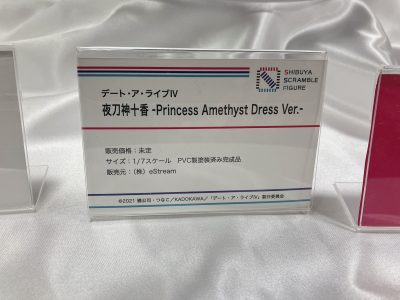 SHIBUYA
SCRAMBLE
FIGURE
デート・ア・ライブⅣ
夜刀神十香 -Princess Amethyst Dress Ver.-
販売価格：未定
サイズ：1/7スケール　PVC製塗装済み完成品
販売元：（株）eStream
©2021 橘公司・つなこ／KADOKAWA／「デート・ア・ライブⅣ」製作委員会